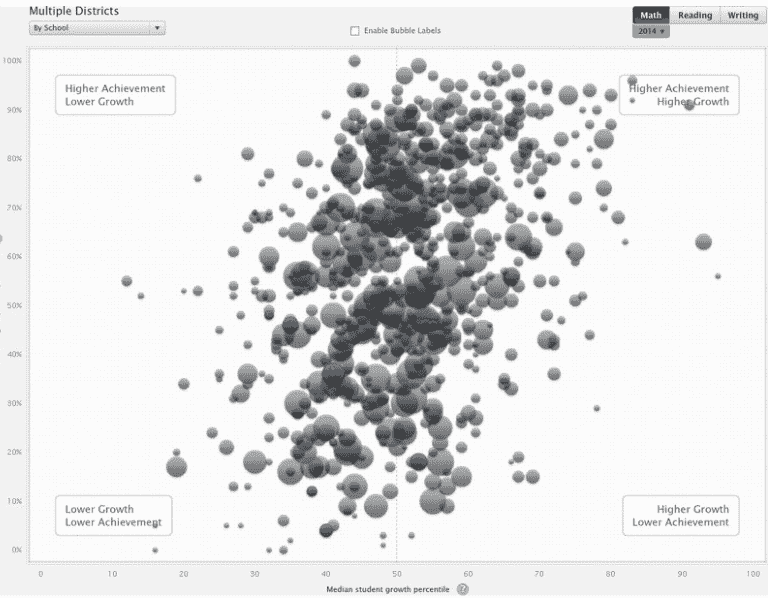 Multiple Districts
By School
Enable Bubble Labels
Math
Reading
Writing
2014
100%
90%
80%
70%
60%
50%
40%
30%
20%
10%
0%
Higher Achievement
Lower Growth
Higher Achievement
Higher Growth
Lower Growth
Lower Achievement
Higher Growth
Lower Achievement
0 10 20 30 40 50 60 70 80 90 100
Median student growth percentile ?